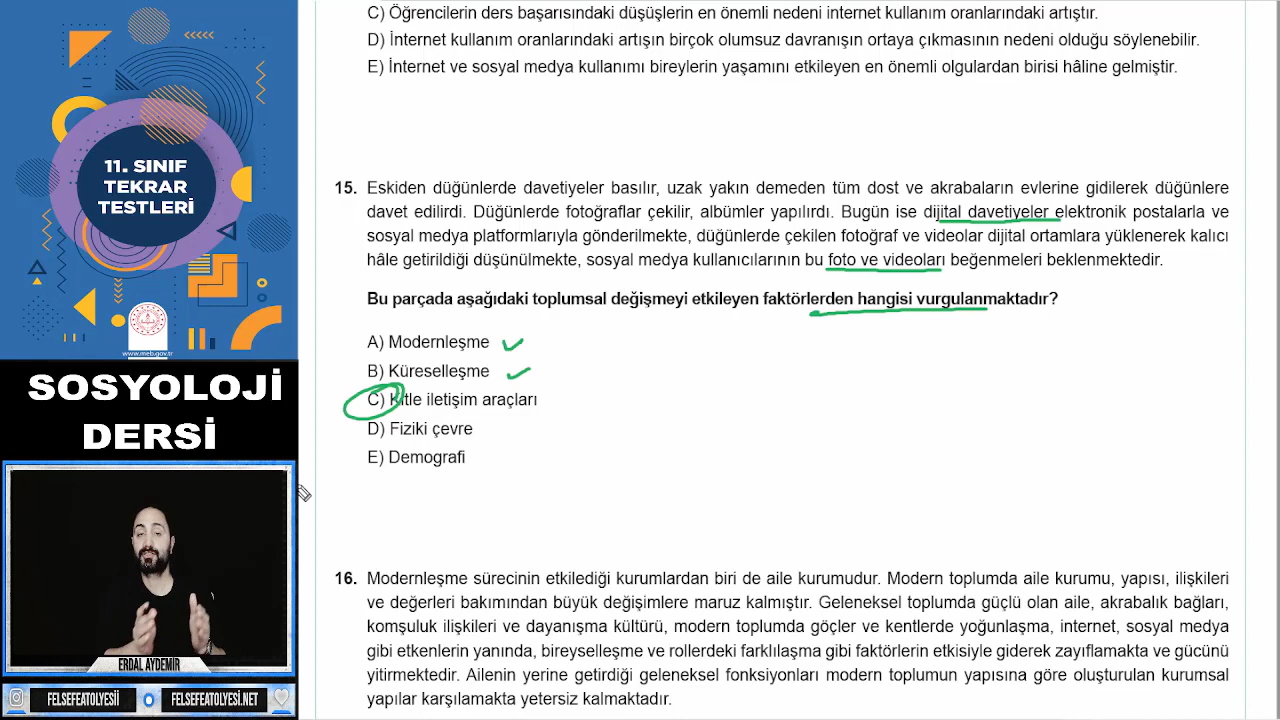 11. SINIF
TEKRAR
TESTLERİ
www.meb.gov.tr
SOSYOLOJİ
DERSİ
ERDAL AYDEMİR
FELSEFEATOLYESİİ
FELSEFEATOLYESİ.NET
C) Öğrencilerin ders başarısındaki düşüşlerin en önemli nedeni internet kullanım oranlarındaki artıştır.
D) İnternet kullanım oranlarındaki artışın birçok olumsuz davranışın ortaya çıkmasının nedeni olduğu söylenebilir.
E) İnternet ve sosyal medya kullanımı bireylerin yaşamını etkileyen en önemli olgulardan birisi hâline gelmiştir.
15. Eskiden düğünlerde davetiyeler basılır, uzak yakın demeden tüm dost ve akrabaların evlerine gidilerek düğünlere
davet edilirdi. Düğünlerde fotoğraflar çekilir, albümler yapılırdı. Bugün ise dijital davetiyeler elektronik postalarla ve
sosyal medya platformlarıyla gönderilmekte, düğünlerde çekilen fotoğraf ve videolar dijital ortamlara yüklenerek kalıcı
hâle getirildiği düşünülmekte, sosyal medya kullanıcılarının bu foto ve videoları beğenmeleri beklenmektedir.
Bu parçada aşağıdaki toplumsal değişmeyi etkileyen faktörlerden hangisi vurgulanmaktadır?
A) Modernleşme
B) Küreselleşme
C) Kitle iletişim araçları
D) Fiziki çevre
E) Demografi
16. Modernleşme sürecinin etkilediği kurumlardan biri de aile kurumudur. Modern toplumda aile kurumu, yapısı, ilişkileri
ve değerleri bakımından büyük değişimlere maruz kalmıştır. Geleneksel toplumda güçlü olan aile, akrabalık bağları,
komşuluk ilişkileri ve dayanışma kültürü, modern toplumda göçler ve kentlerde yoğunlaşma, internet, sosyal medya
gibi etkenlerin yanında, bireyselleşme ve rollerdeki farklılaşma gibi faktörlerin etkisiyle giderek zayıflamakta ve gücünü
yitirmektedir. Ailenin yerine getirdiği geleneksel fonksiyonları modern toplumun yapısına göre oluşturulan kurumsal
yapılar karşılamakta yetersiz kalmaktadır.